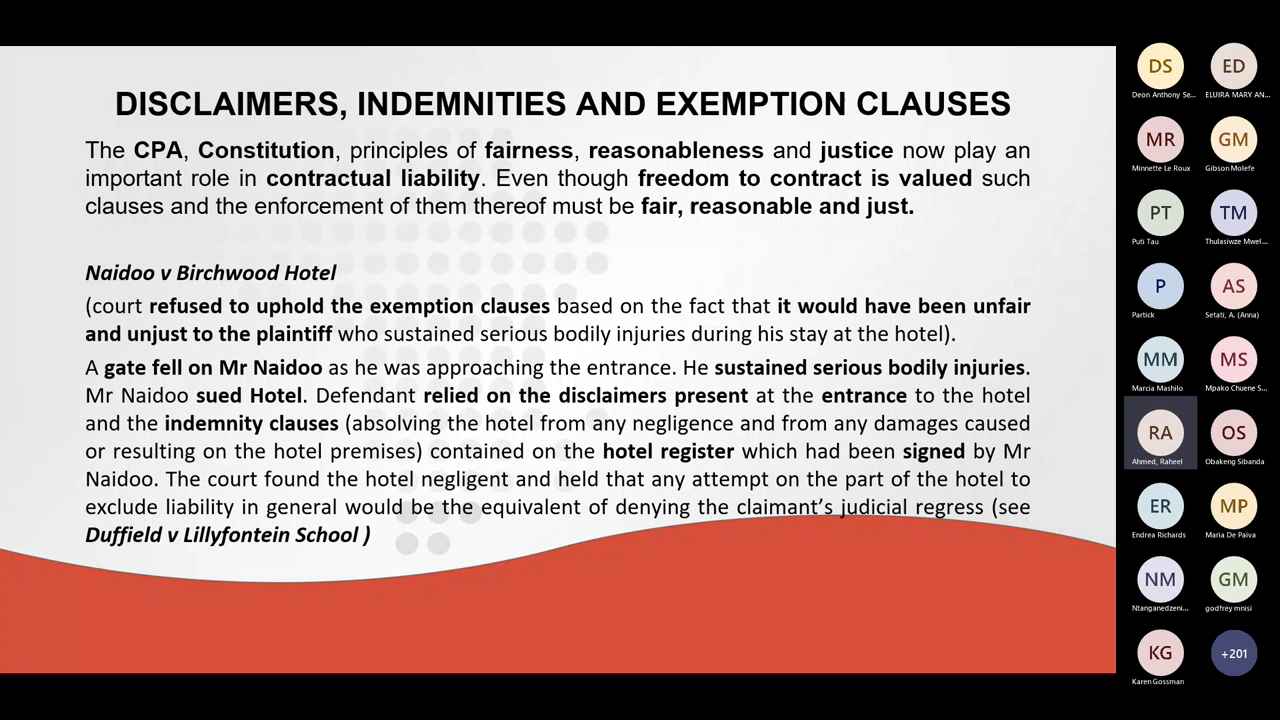 DISCLAIMERS, INDEMNITIES AND EXEMPTION CLAUSES
The CPA, Constitution, principles of fairness, reasonableness and justice now play an
important role in contractual liability. Even though freedom to contract is valued such
clauses and the enforcement of them thereof must be fair, reasonable and just.
Naidoo v Birchwood Hotel
(court refused to uphold the exemption clauses based on the fact that it would have been unfair
and unjust to the plaintiff who sustained serious bodily injuries during his stay at the hotel).
A gate fell on Mr Naidoo as he was approaching the entrance. He sustained serious bodily injuries.
Mr Naidoo sued Hotel. Defendant relied on the disclaimers present at the entrance to the hotel
and the indemnity clauses (absolving the hotel from any negligence and from any damages caused
or resulting on the hotel premises) contained on the hotel register which had been signed by Mr
Naidoo. The court found the hotel negligent and held that any attempt on the part of the hotel to
exclude liability in general would be the equivalent of denying the claimant’s judicial regress (see
Duffield v Lillyfontein School )
DS ED
Deon Anthony Se... ELUIRA MARY AN...
MR GM
Minnette Le Roux Gibson Molefe
PT TM
Puti Tau Thulasiwze Mwel...
P AS
Partick Setati, A. (Anna)
MM MS
Marcia Mashilo Mpako Chuene S...
RA OS
Ahmed, Raheel Obakeng Sibanda
ER MP
Endrea Richards Maria De Paiva
NM GM
Ntanganedzeni... godfrey mnisi
KG +201
Karen Gossman